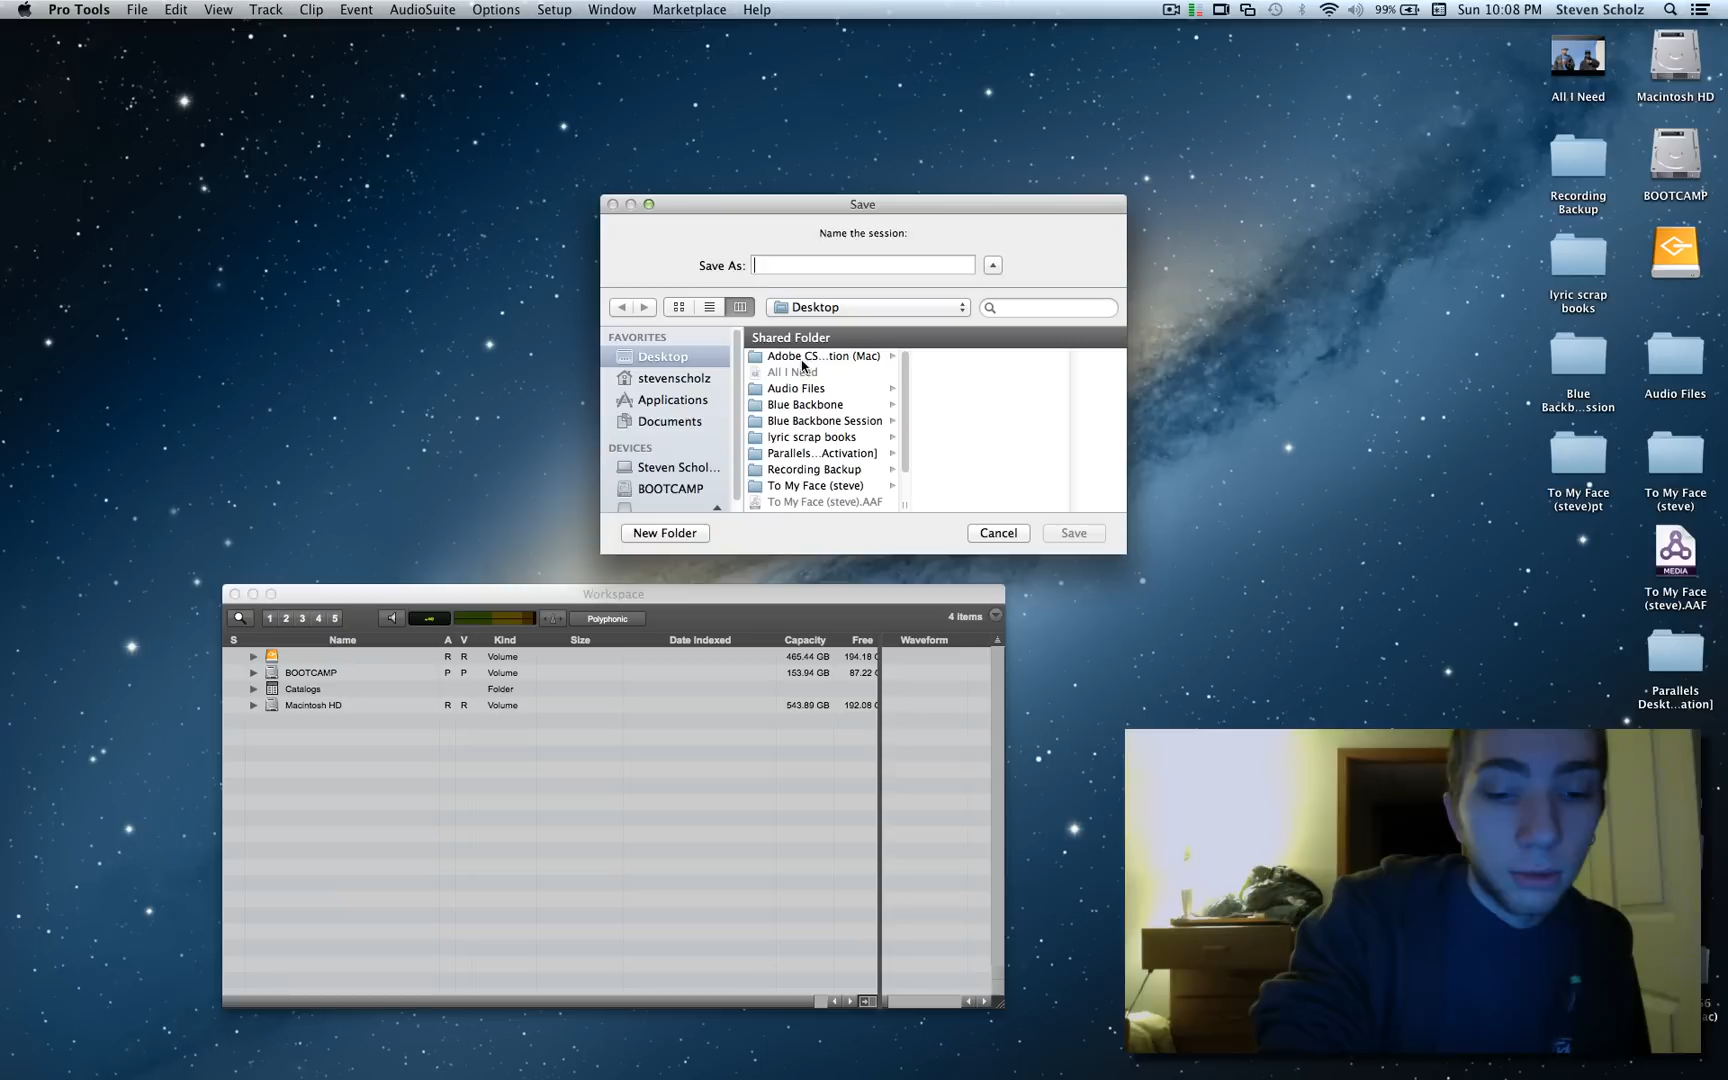 Pro Tools File Edit View Track Clip Event AudioSuite Options Setup Window Marketplace Help 99% Sun 10:08 PM Steven Scholz
All I Need
Macintosh HD
Recording
Backup
BOOTCAMP
lyric scrap
books
Blue
Backb...ssion
Audio Files
To My Face
(steve)pt
To My Face
(steve)
MEDIA
To My Face
(steve).AAF
Parallels
Deskt...ation]
Save
Name the session:
Save As:
Desktop
FAVORITES
Desktop
stevenscholz
Applications
Documents
DEVICES
Steven Schol...
BOOTCAMP
Shared Folder
Adobe CS...tion (Mac)
All I Need
Audio Files
Blue Backbone
Blue Backbone Session
lyric scrap books
Parallels...Activation]
Recording Backup
To My Face (steve)
To My Face (steve).AAF
New Folder Cancel Save
Workspace
1 2 3 4 5 Polyphonic 4 items
S Name A V Kind Size Date Indexed Capacity Free Waveform
R R Volume 465.44 GB 194.18
BOOTCAMP P P Volume 153.94 GB 87.22
Catalogs Folder
Macintosh HD R R Volume 543.89 GB 192.08